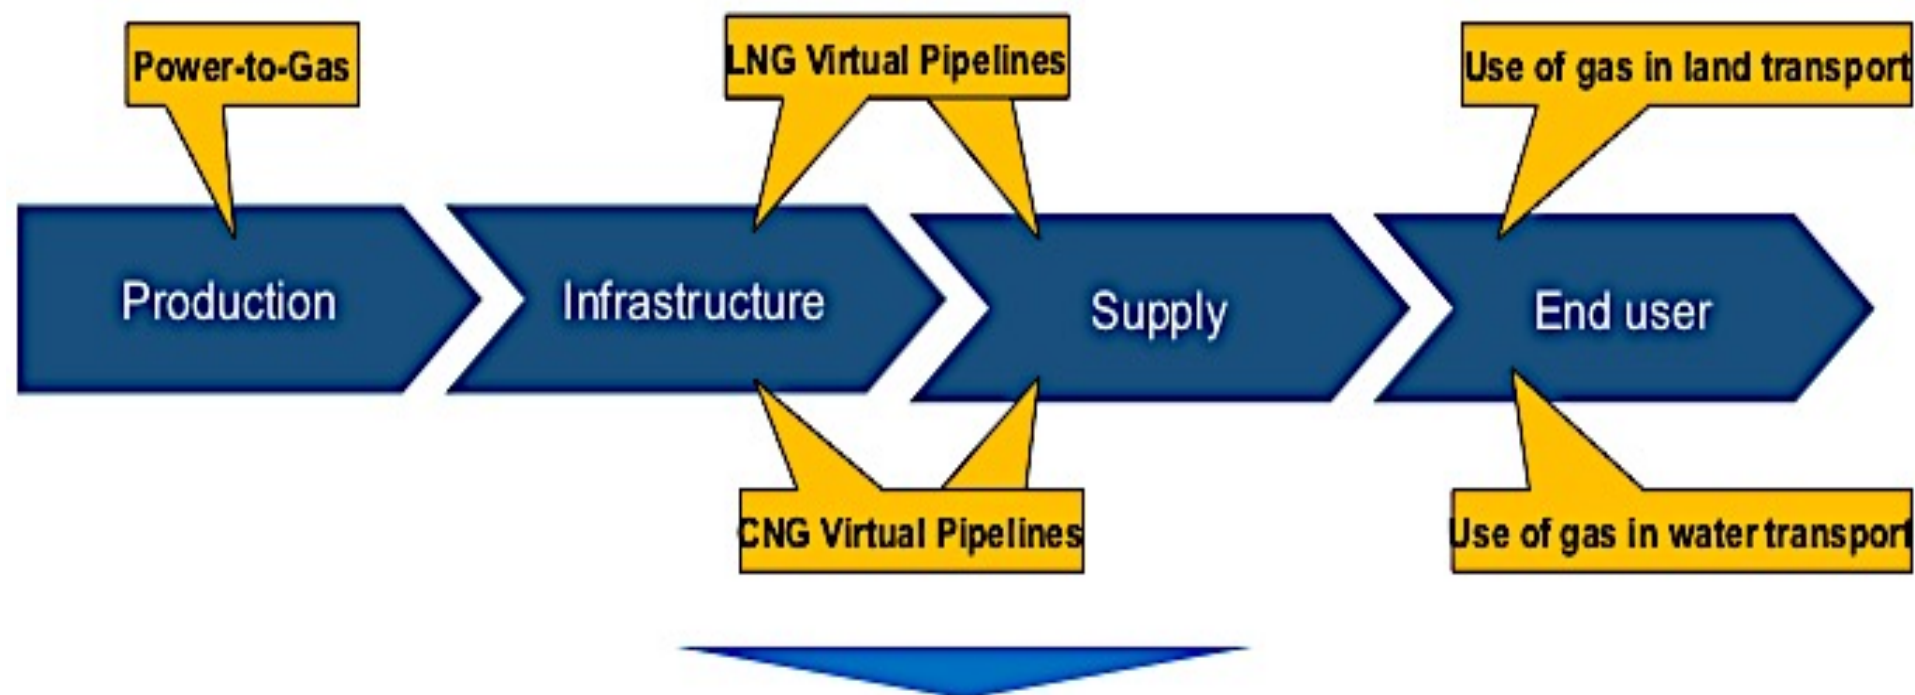 Power-to-Gas
LNG Virtual Pipelines
Use of gas in land transport
Production
Infrastructure
Supply
End user
CNG Virtual Pipelines
Use of gas in water transport